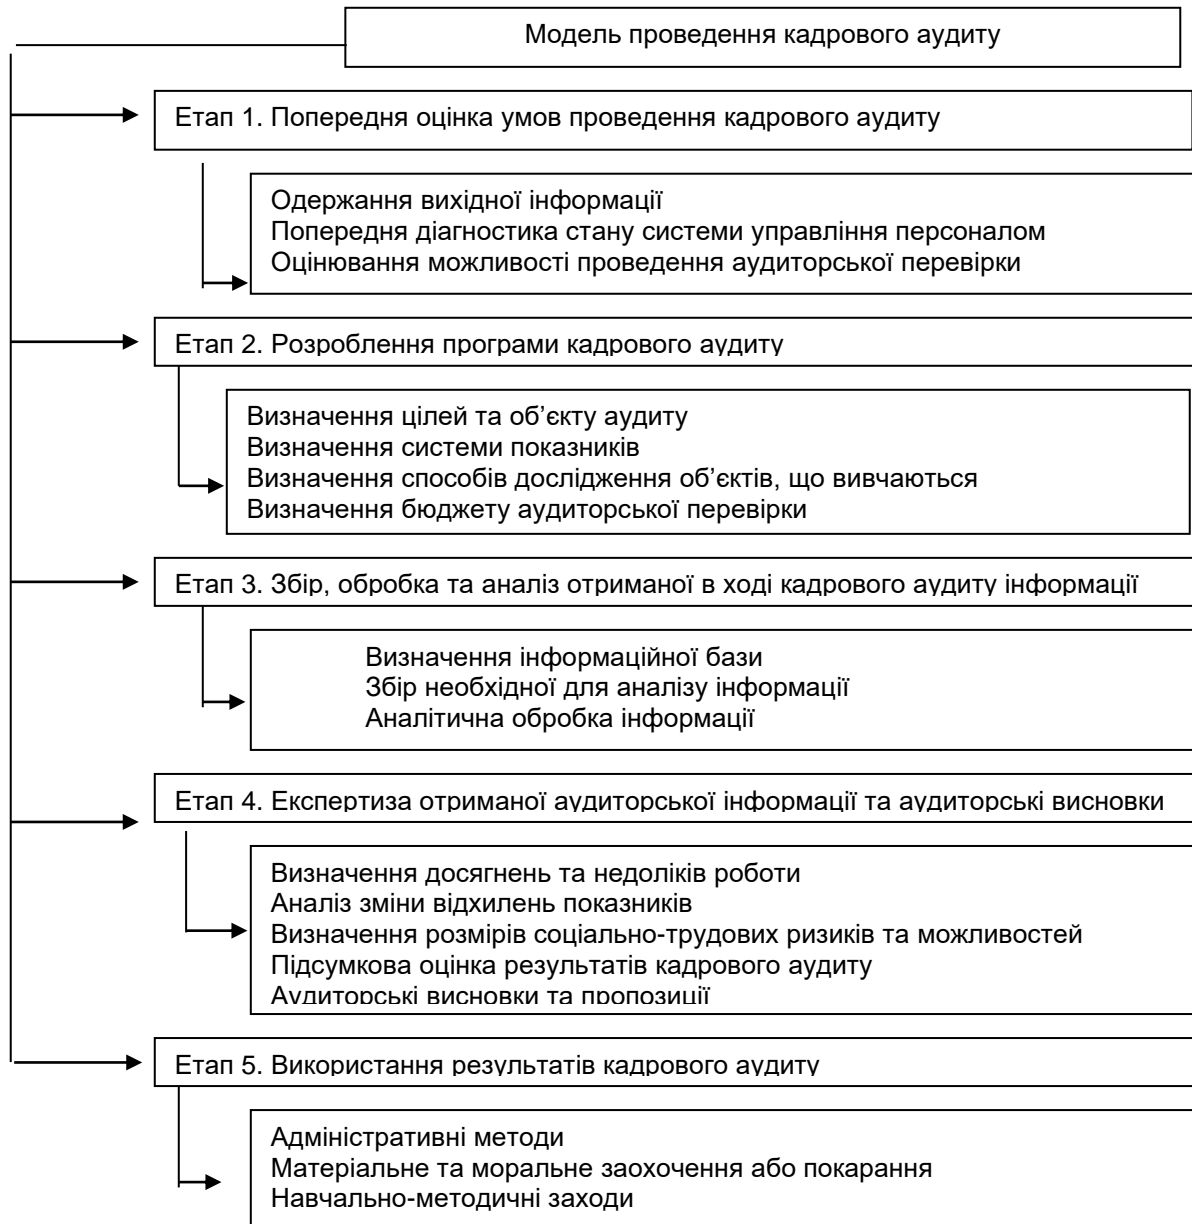 Модель проведення кадрового аудиту
Етап 1. Попередня оцінка умов проведення кадрового аудиту
Одержання вихідної інформації
Попередня діагностика стану системи управління персоналом
Оцінювання можливості проведення аудиторської перевірки
Етап 2. Розроблення програми кадрового аудиту
Визначення цілей та об’єкту аудиту
Визначення системи показників
Визначення способів дослідження об’єктів, що вивчаються
Визначення бюджету аудиторської перевірки
Етап 3. Збір, обробка та аналіз отриманої в ході кадрового аудиту інформації
Визначення інформаційної бази
Збір необхідної для аналізу інформації
Аналітична обробка інформації
Етап 4. Експертиза отриманої аудиторської інформації та аудиторські висновки
Визначення досягнень та недоліків роботи
Аналіз зміни відхилень показників
Визначення розмірів соціально-трудових ризиків та можливостей
Підсумкова оцінка результатів кадрового аудиту
Аудиторські висновки та пропозиції
Етап 5. Використання результатів кадрового аудиту
Адміністративні методи
Матеріальне та моральне заохочення або покарання
Навчально-методичні заходи